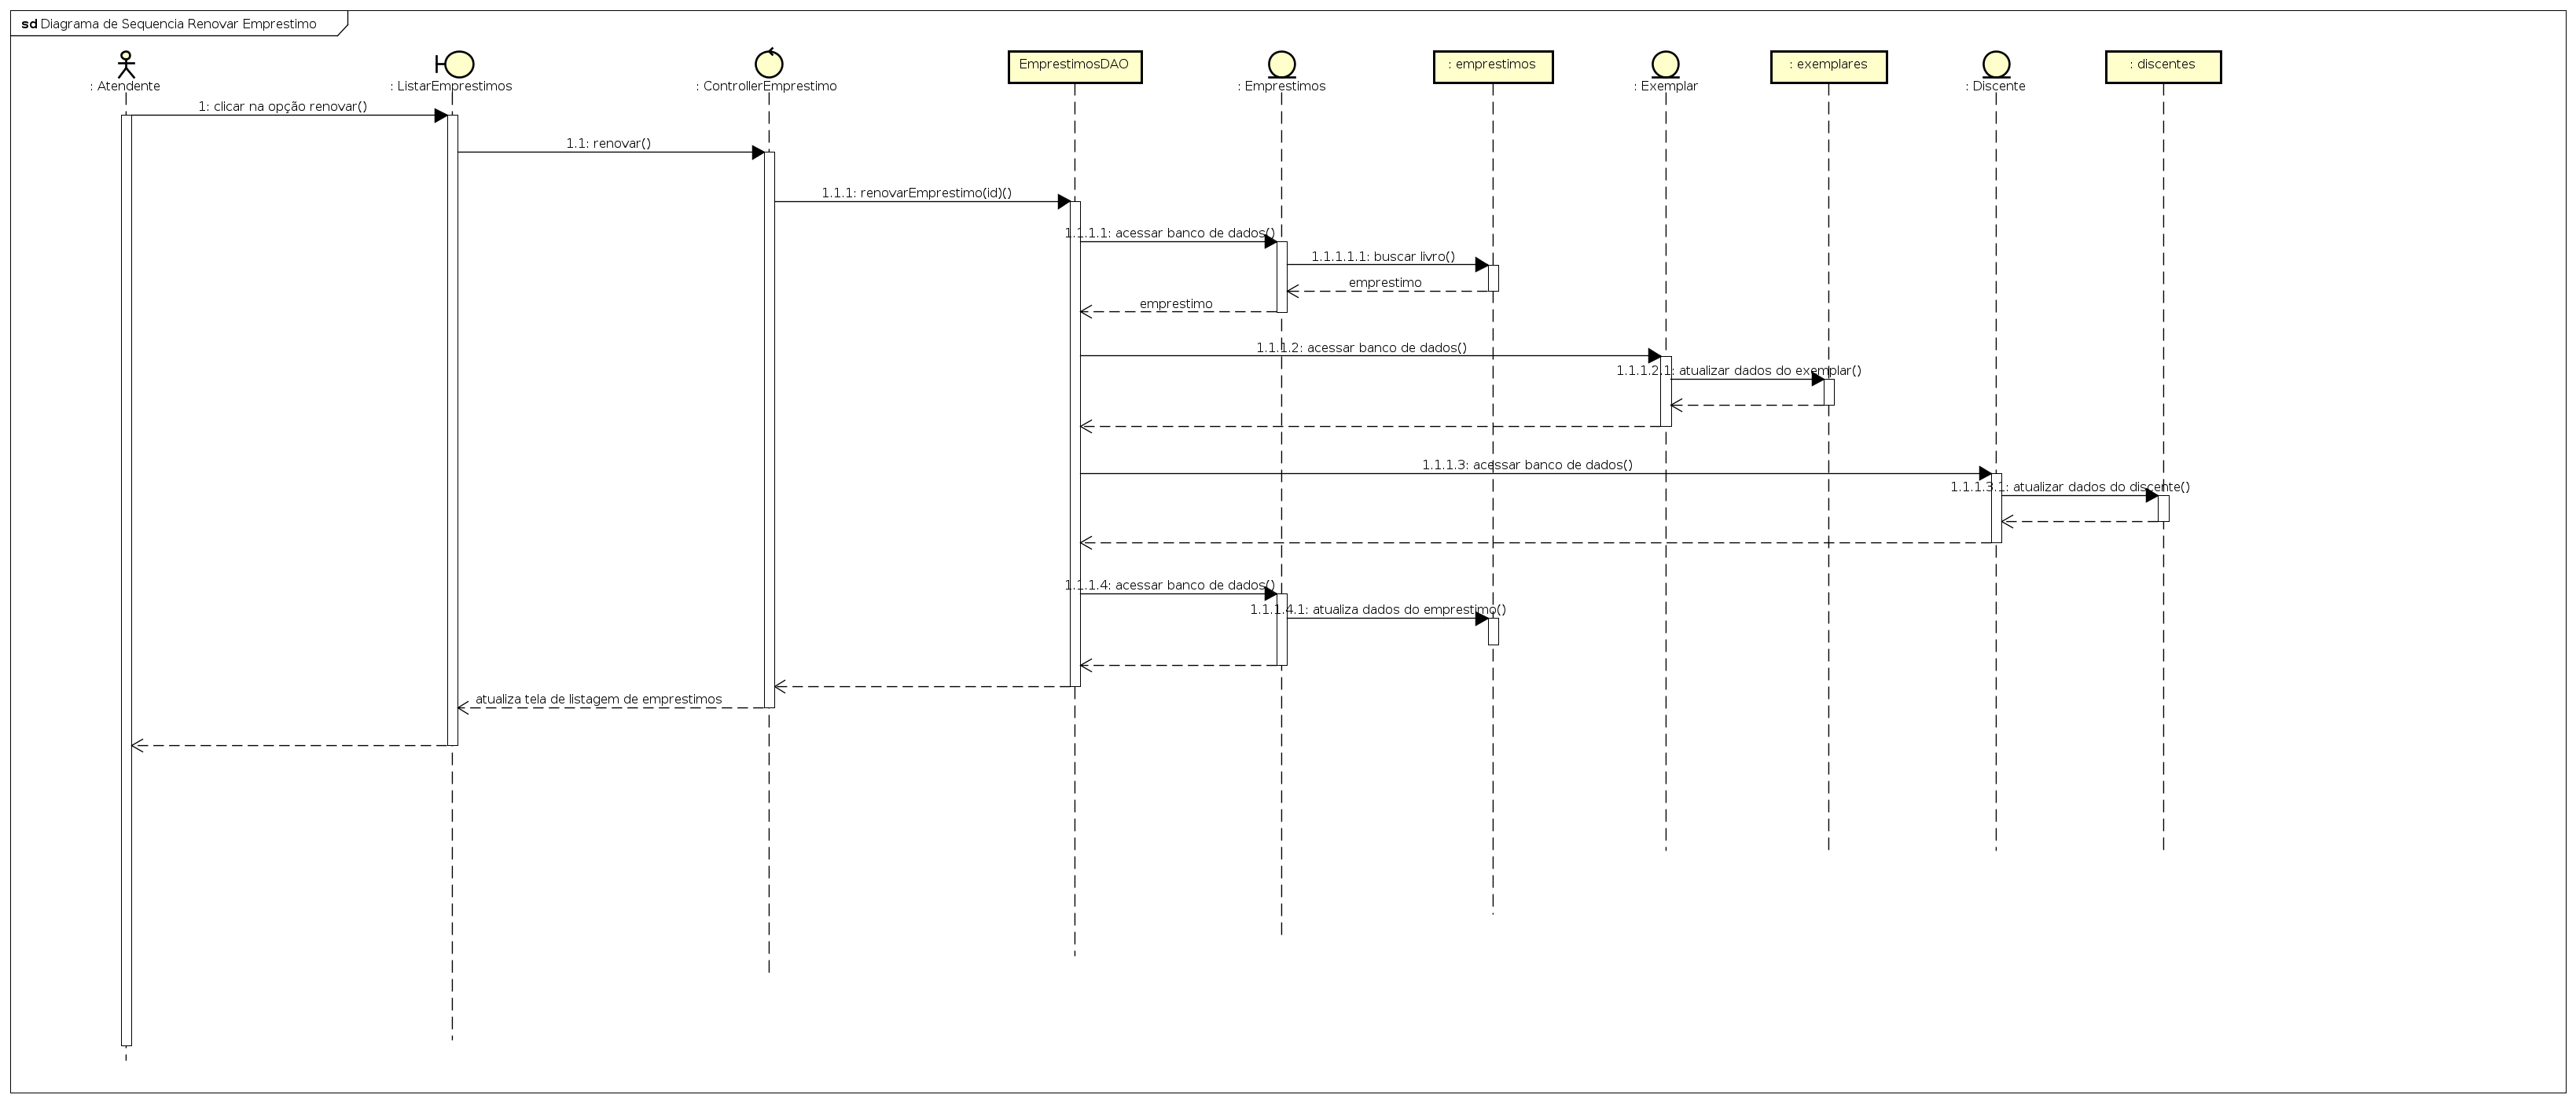 sd Diagrama de Sequencia Renovar Emprestimo
: Atendente
: ListarEmprestimos
: ControllerEmprestimo
EmprestimosDAO
: Emprestimos
: emprestimos
: Exemplar
: exemplares
: Discente
: discentes
1: clicar na opção renovar()
1.1: renovar()
1.1.1: renovarEmprestimo(id)()
1.1.1.1: acessar banco de dados()
1.1.1.1.1: buscar livro()
emprestimo
emprestimo
1.1.1.2: acessar banco de dados()
1.1.1.2.1: atualizar dados do exemplar()
1.1.1.3: acessar banco de dados()
1.1.1.3.1: atualizar dados do discente()
1.1.1.4: acessar banco de dados()
1.1.1.4.1: atualiza dados do emprestimo()
atualiza tela de listagem de emprestimos